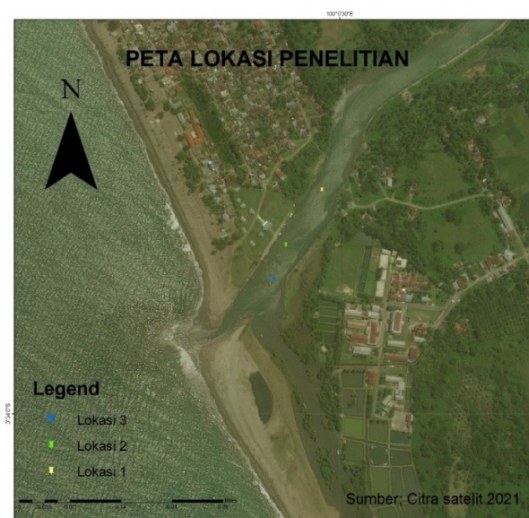 PETA LOKASI PENELITIAN
N
Legend
Lokasi 3
Lokasi 2
Lokasi 1
Sumber; Citra satelit 2021